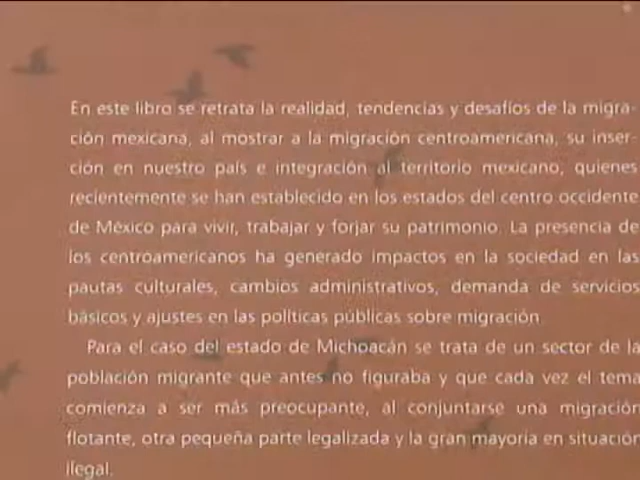 En este libro se retrata la realidad, tendencias y desafíos de la migra-
ción mexicana, al mostrar a la migración centroamericana, su inser-
ción en nuestro país e integración al territorio mexicano, quienes
recientemente se han establecido en los estados del centro occidente
de México para vivir, trabajar y forjar su patrimonio. La presencia de
los centroamericanos ha generado impactos en la sociedad en las
pautas culturales, cambios administrativos, demanda de servicios
básicos y ajustes en las políticas públicas sobre migración.
Para el caso del estado de Michoacán se trata de un sector de la
población migrante que antes no figuraba y que cada vez el tema
comienza a ser más preocupante, al conjuntarse una migración
flotante, otra pequeña parte legalizada y la gran mayoría en situación
ilegal.